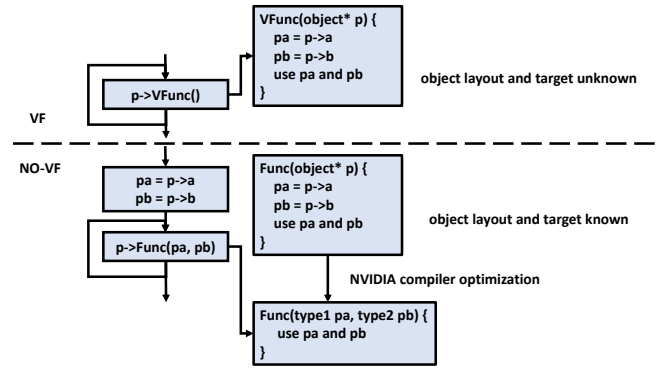 VFunc(object* p) {
pa = p->a
pb = p->b
use pa and pb
}
p->VFunc()
object layout and target unknown
VF
NO-VF
pa = p->a
pb = p->b
Func(object* p) {
pa = p->a
pb = p->b
use pa and pb
}
object layout and target known
p->Func(pa, pb)
NVIDIA compiler optimization
Func(type1 pa, type2 pb) {
use pa and pb
}